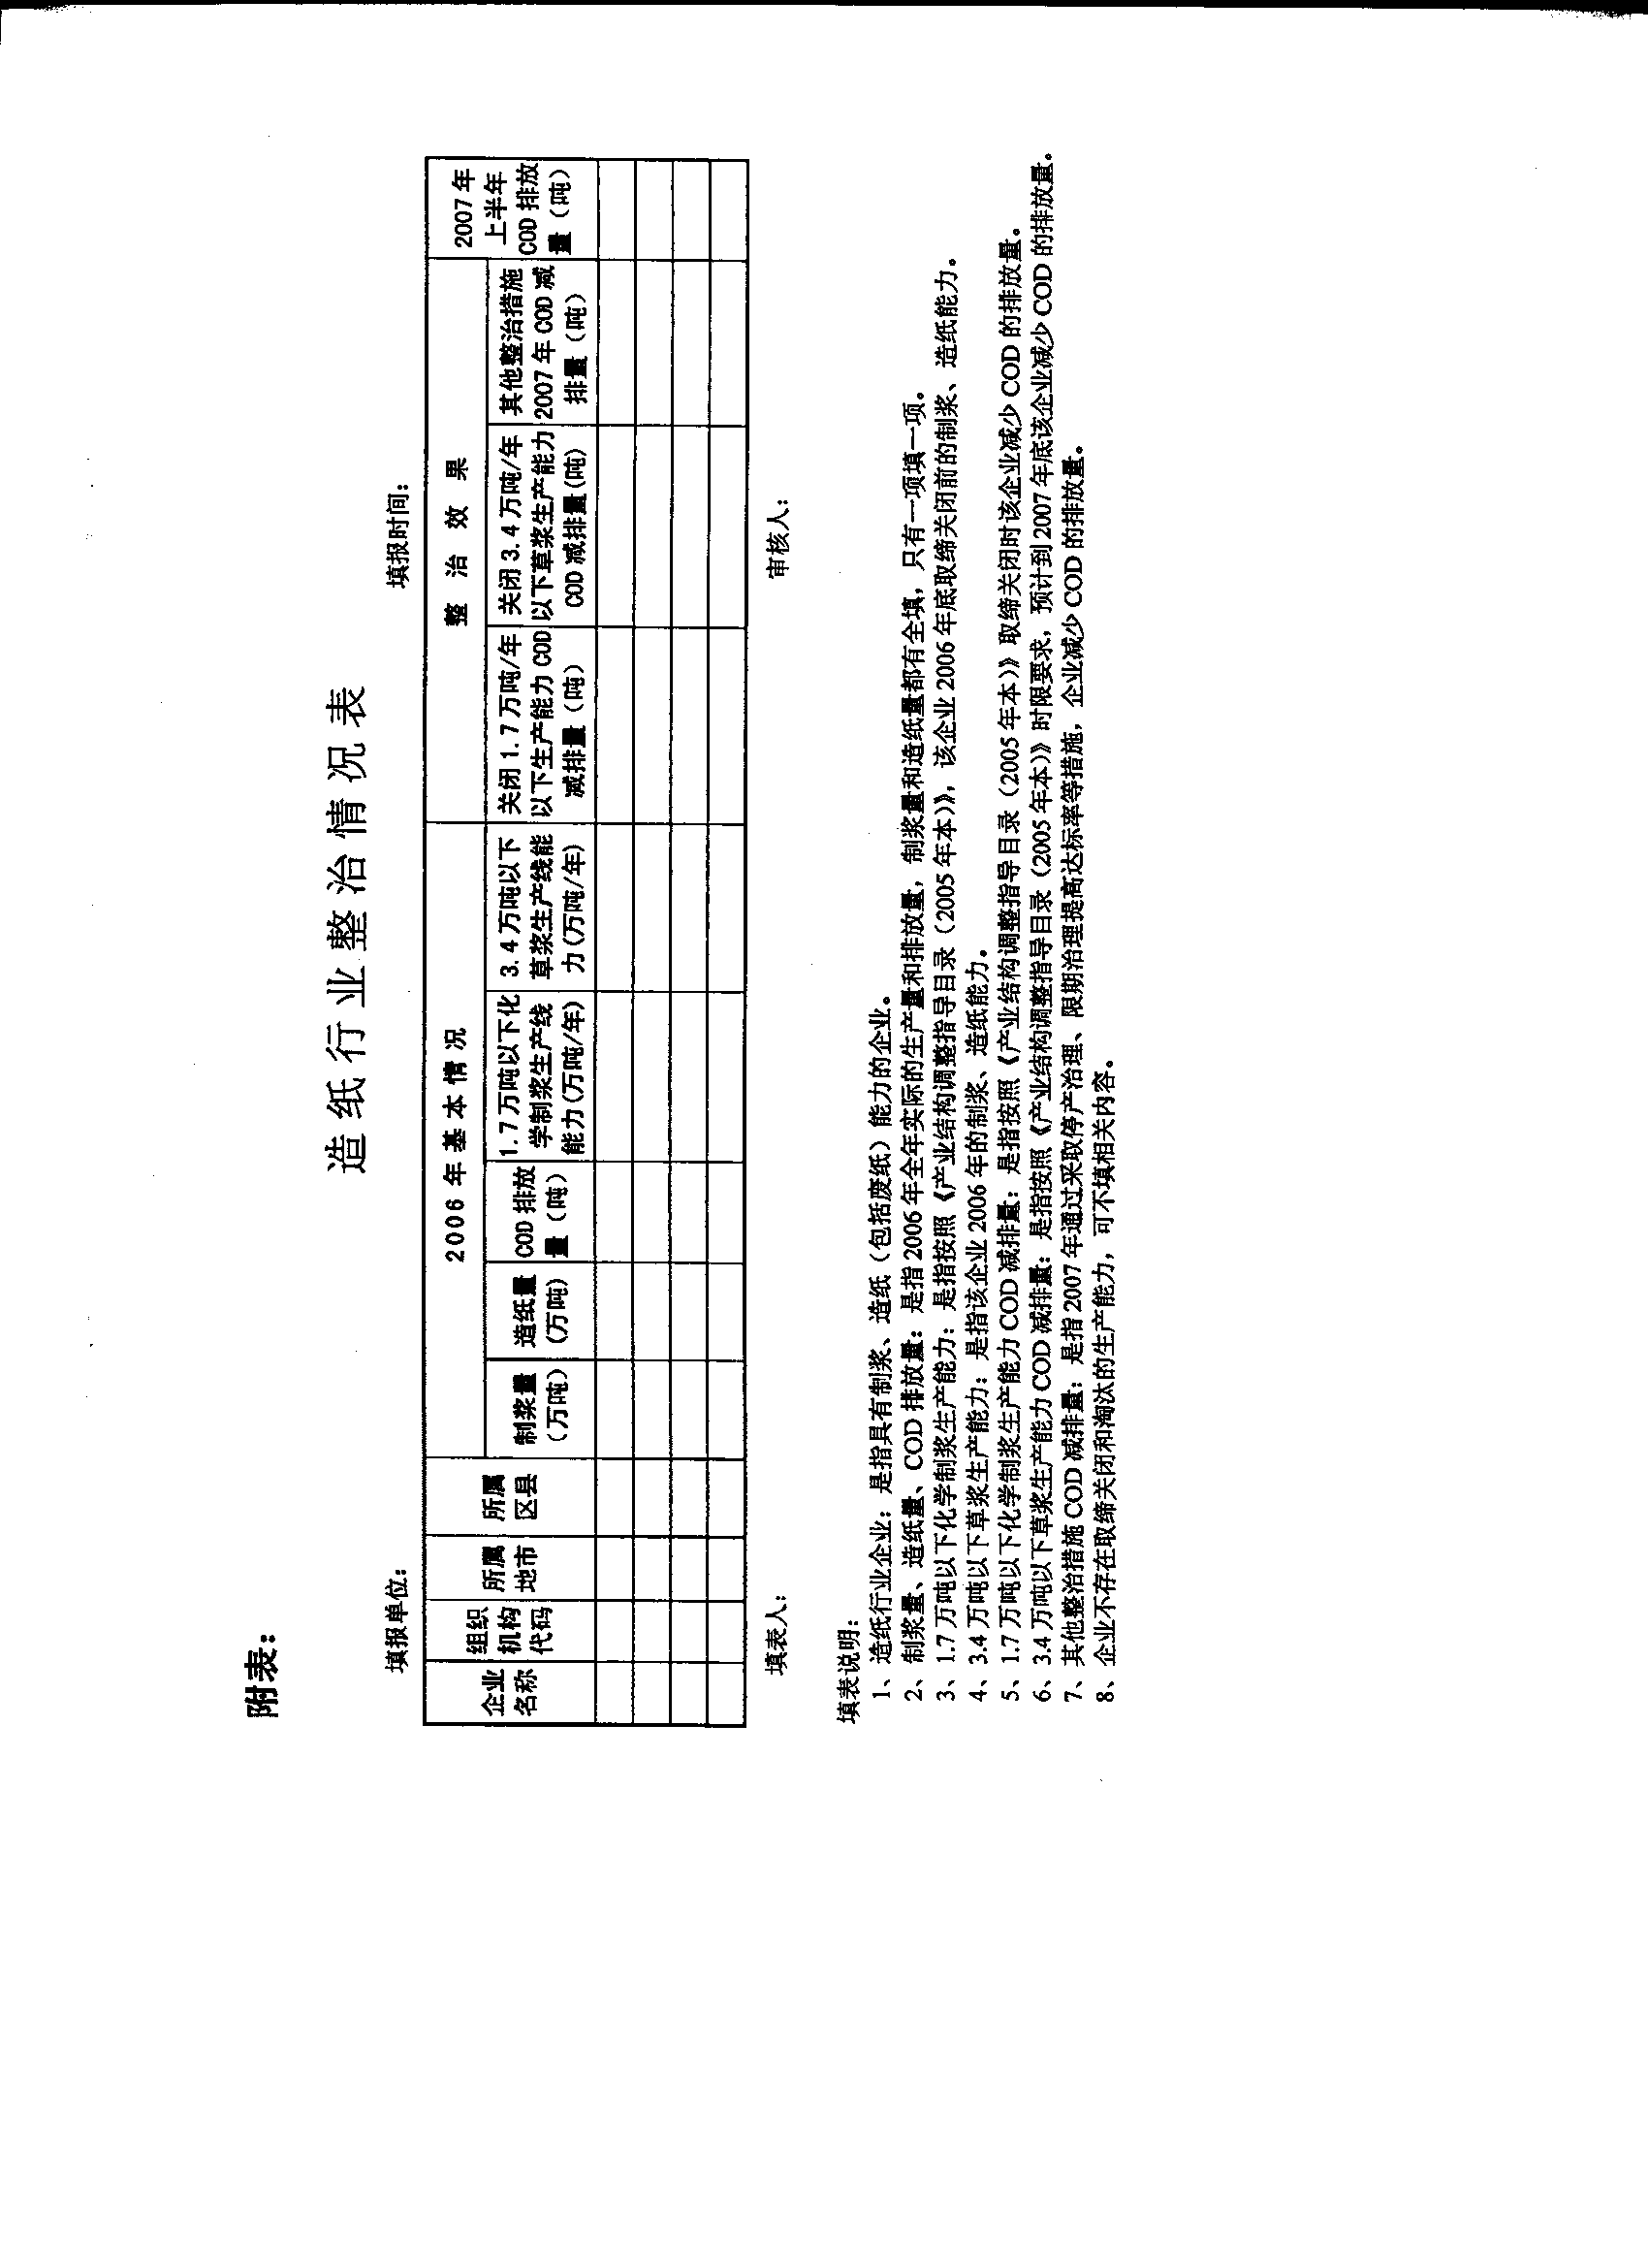 附表：
造纸行业整治情况表
填报单位： 填报时间：
企业名称 组织机构代码 所属地市 所属区县 2006年基本情况 整治效果 2007年上半年COD排放量（吨）
制浆量（万吨） 造纸量（万吨） COD排放量（吨） 1.7万吨以下化学制浆生产线能力(万吨/年) 3.4万吨以下草浆生产线能力(万吨/年) 关闭1.7万吨/年以下生产能力COD减排量（吨） 关闭3.4万吨/年以下草浆生产能力COD减排量(吨) 其他整治措施2007年COD减排量（吨）
填表人： 审核人：
填表说明：
1、造纸行业企业：是指具有制浆、造纸（包括废纸）能力的企业。
2、制浆量、造纸量、COD排放量：是指2006年全年实际的生产量和排放量，制浆量和造纸量都有全填，只有一项填一项。
3、1.7万吨以下化学制浆生产能力：是指按照《产业结构调整指导目录（2005年本）》，该企业2006年底取缔关闭前的制浆、造纸能力。
4、3.4万吨以下草浆生产能力：是指该企业2006年的制浆、造纸能力。
5、1.7万吨以下化学制浆生产能力COD减排量：是指按照《产业结构调整指导目录（2005年本）》取缔关闭时该企业减少COD的排放量。
6、3.4万吨以下草浆生产能力COD减排量：是指按照《产业结构调整指导目录（2005年本）》时限要求，预计到2007年底该企业减少COD的排放量。
7、其他整治措施COD减排量：是指2007年通过采取停产治理、限期治理提高达标率等措施，企业减少COD的排放量。
8、企业不存在取缔关闭和淘汰的生产能力，可不填相关内容。